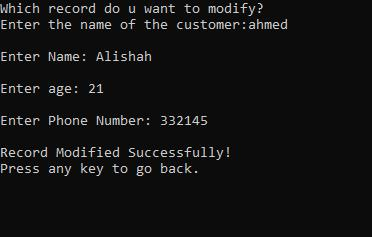 Which record do u want to modify?
Enter the name of the customer:ahmed
Enter Name: Alishah
Enter age: 21
Enter Phone Number: 332145
Record Modified Successfully!
Press any key to go back.